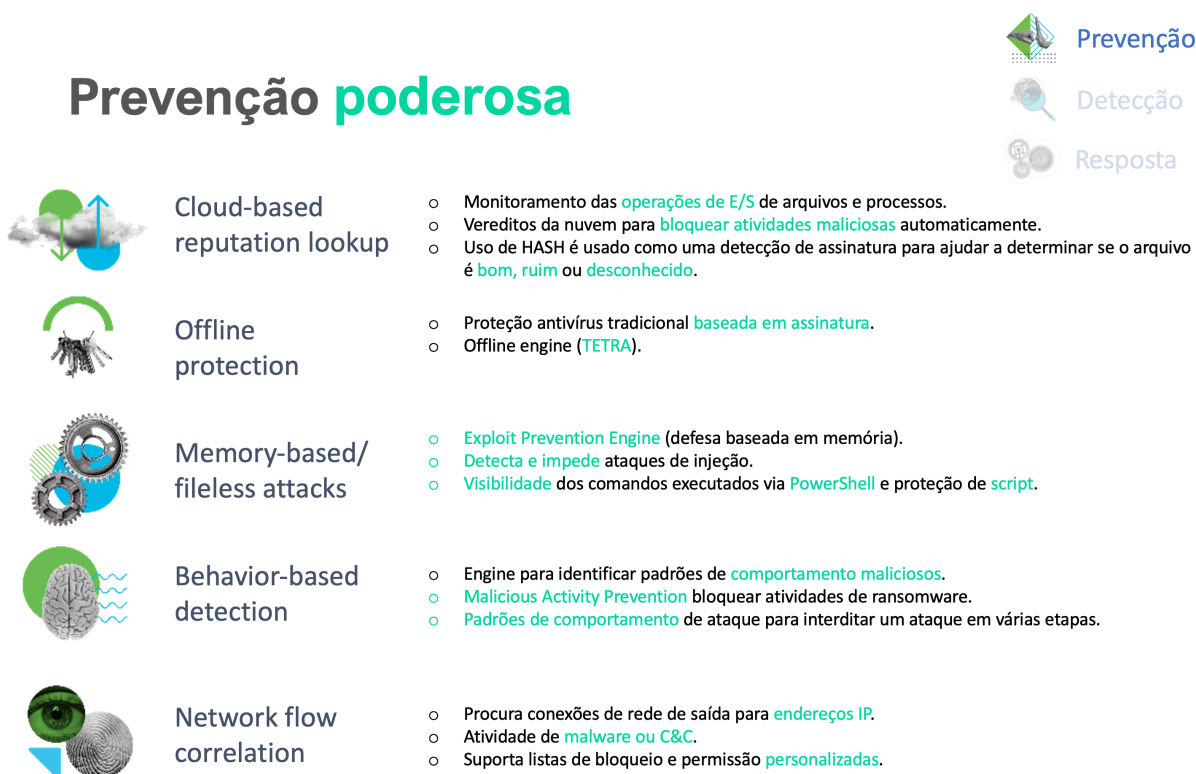 Prevenção
Detecção
Resposta
Prevenção poderosa
Cloud-based
reputation lookup
o Monitoramento das operações de E/S de arquivos e processos.
o Vereditos da nuvem para bloquear atividades maliciosas automaticamente.
o Uso de HASH é usado como uma detecção de assinatura para ajudar a determinar se o arquivo
é bom, ruim ou desconhecido.
Offline
protection
o Proteção antivírus tradicional baseada em assinatura.
o Offline engine (TETRA).
Memory-based/
fileless attacks
o Exploit Prevention Engine (defesa baseada em memória).
o Detecta e impede ataques de injeção.
o Visibilidade dos comandos executados via PowerShell e proteção de script.
Behavior-based
detection
o Engine para identificar padrões de comportamento maliciosos.
o Malicious Activity Prevention bloquear atividades de ransomware.
o Padrões de comportamento de ataque para interditar um ataque em várias etapas.
Network flow
correlation
o Procura conexões de rede de saída para endereços IP.
o Atividade de malware ou C&C.
o Suporta listas de bloqueio e permissão personalizadas.